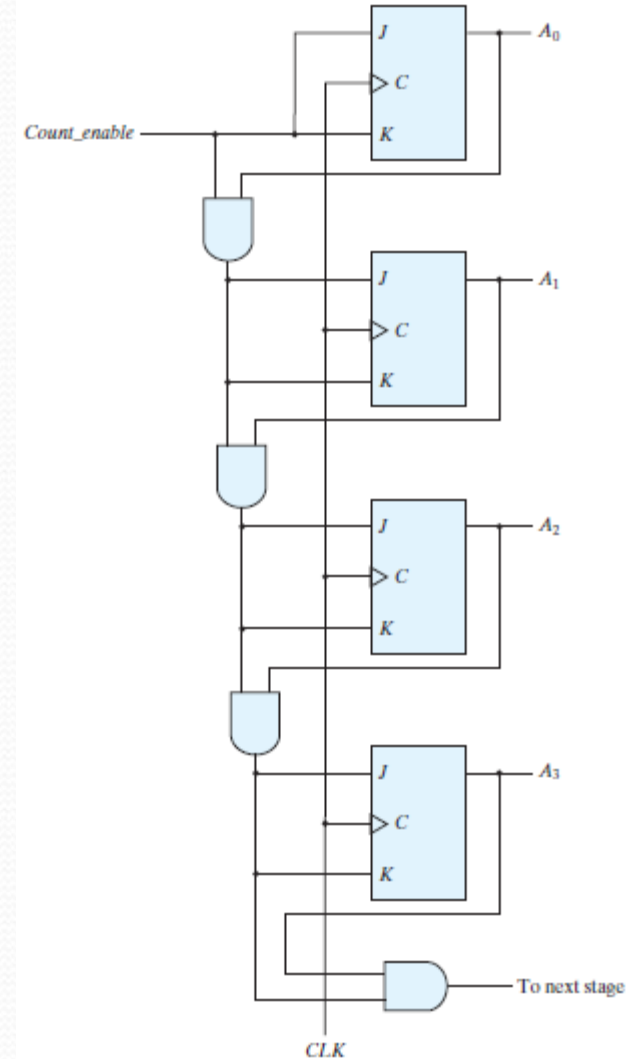 J
A₀
C
Count_enable
K
J
A₁
C
K
J
A₂
C
K
J
A₃
C
K
To next stage
CLK